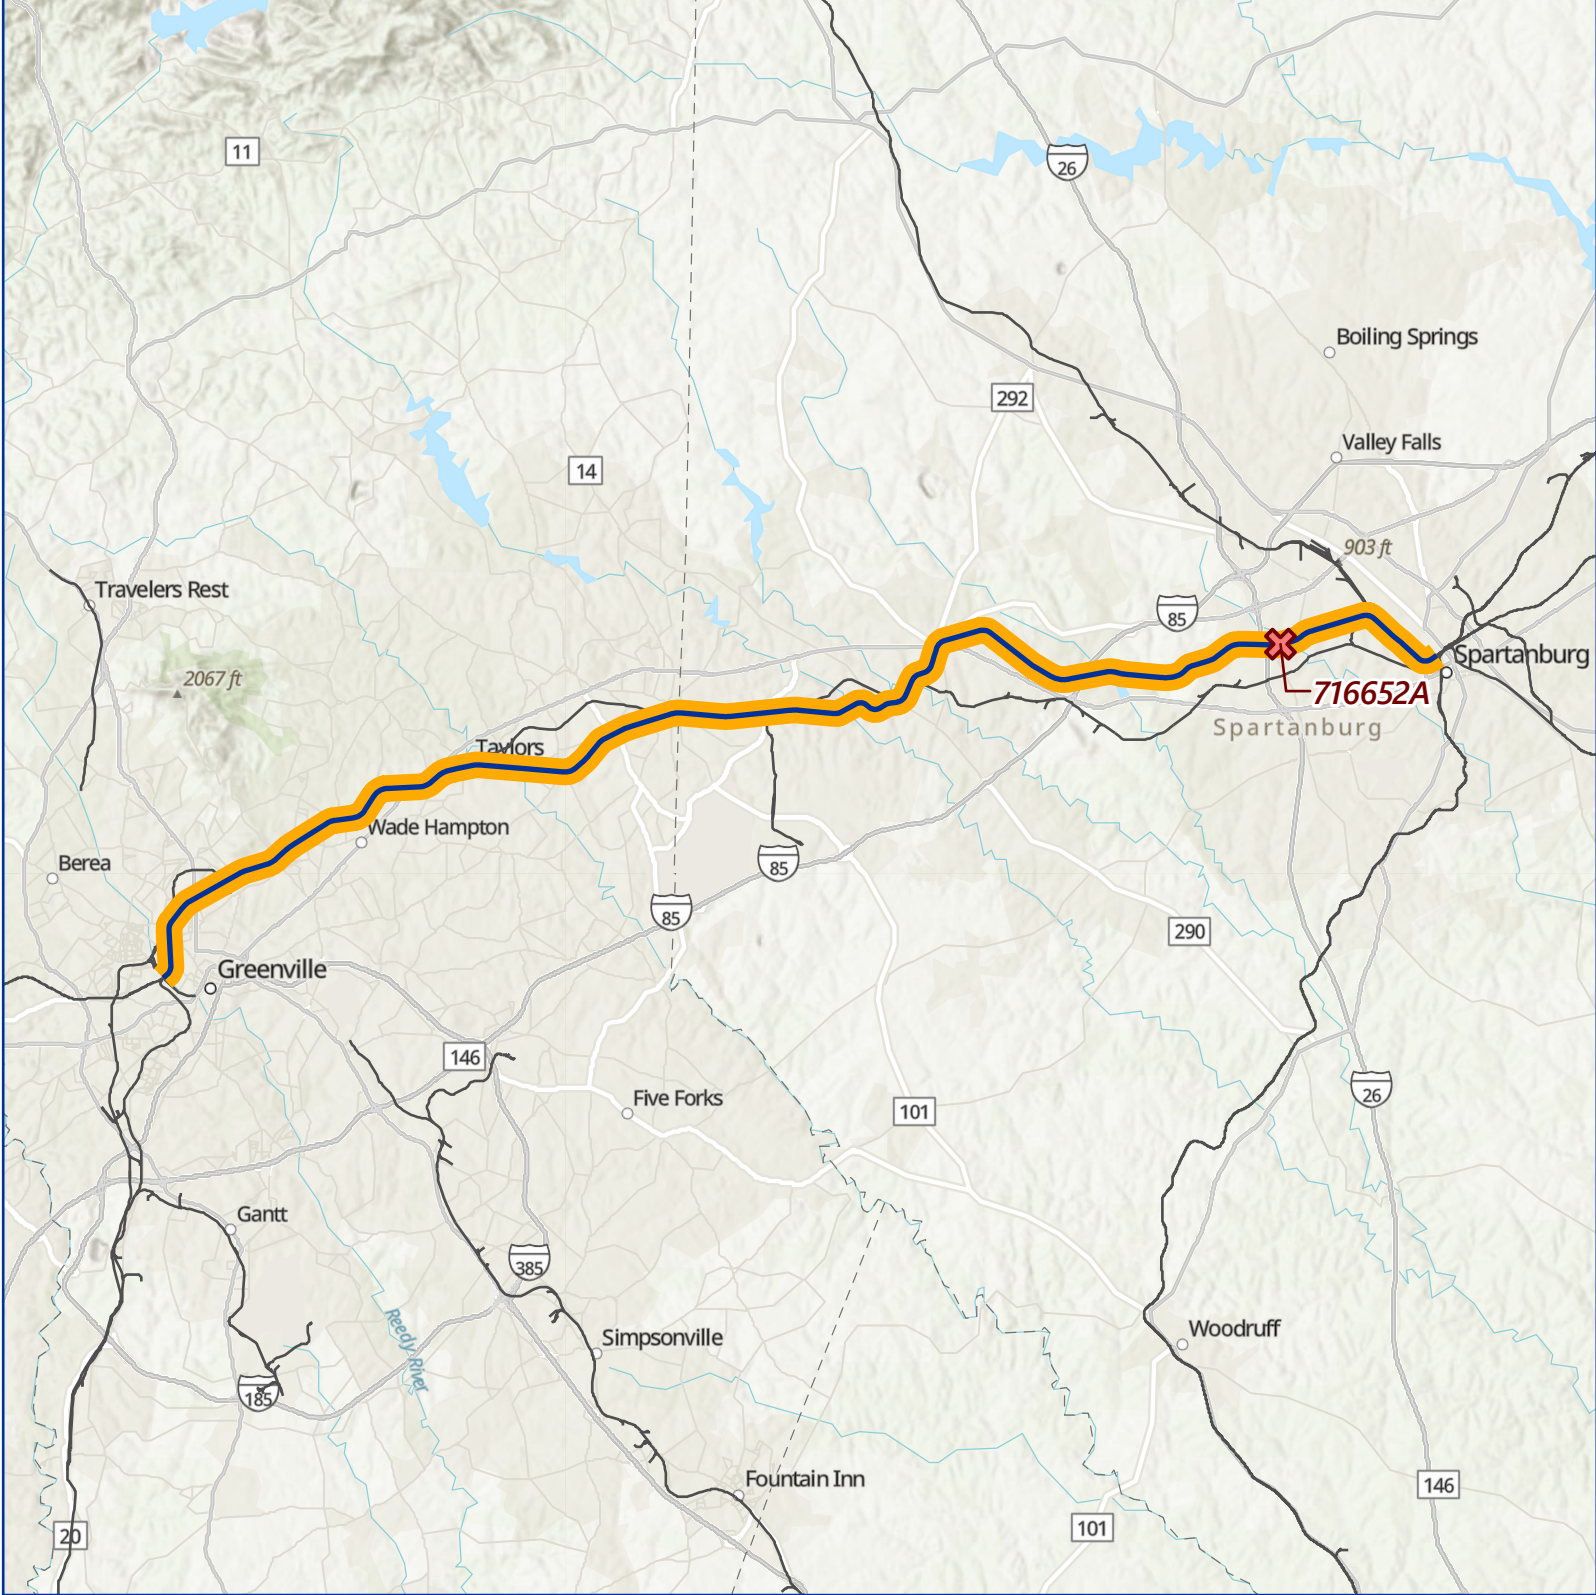 11
26
Boiling Springs
292
Valley Falls
14
903 ft
Travelers Rest
85
2067 ft
Spartanburg
716652A
Spartanburg
Taylors
Wade Hampton
Berea
85
85
290
Greenville
146
26
Five Forks
101
Gantt
385
Reedy River
Simpsonville
Woodruff
185
Fountain Inn
146
20
101